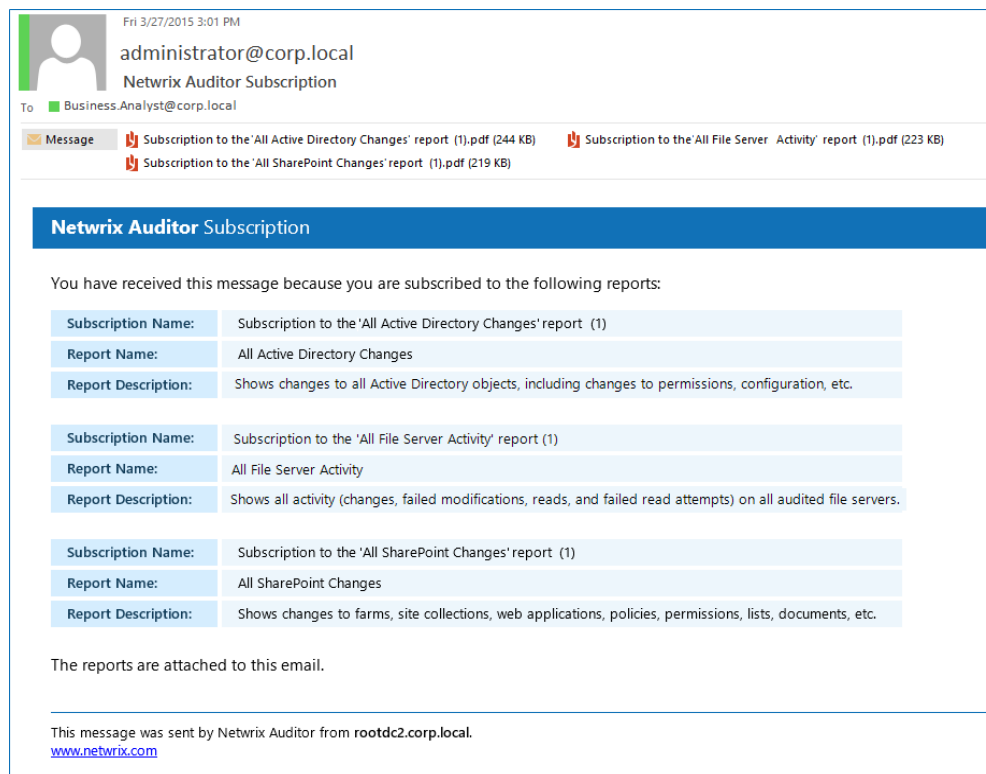 Fri 3/27/2015 3:01 PM
administrator@corp.local
Netwrix Auditor Subscription
To Business.Analyst@corp.local
Message Subscription to the 'All Active Directory Changes' report (1).pdf (244 KB) Subscription to the 'All File Server Activity' report (1).pdf (223 KB)
Subscription to the 'All SharePoint Changes' report (1).pdf (219 KB)
Netwrix Auditor Subscription
You have received this message because you are subscribed to the following reports:
Subscription Name: Subscription to the 'All Active Directory Changes' report (1)
Report Name: All Active Directory Changes
Report Description: Shows changes to all Active Directory objects, including changes to permissions, configuration, etc.
Subscription Name: Subscription to the 'All File Server Activity' report (1)
Report Name: All File Server Activity
Report Description: Shows all activity (changes, failed modifications, reads, and failed read attempts) on all audited file servers.
Subscription Name: Subscription to the 'All SharePoint Changes' report (1)
Report Name: All SharePoint Changes
Report Description: Shows changes to farms, site collections, web applications, policies, permissions, lists, documents, etc.
The reports are attached to this email.
This message was sent by Netwrix Auditor from rootdc2.corp.local.
www.netwrix.com